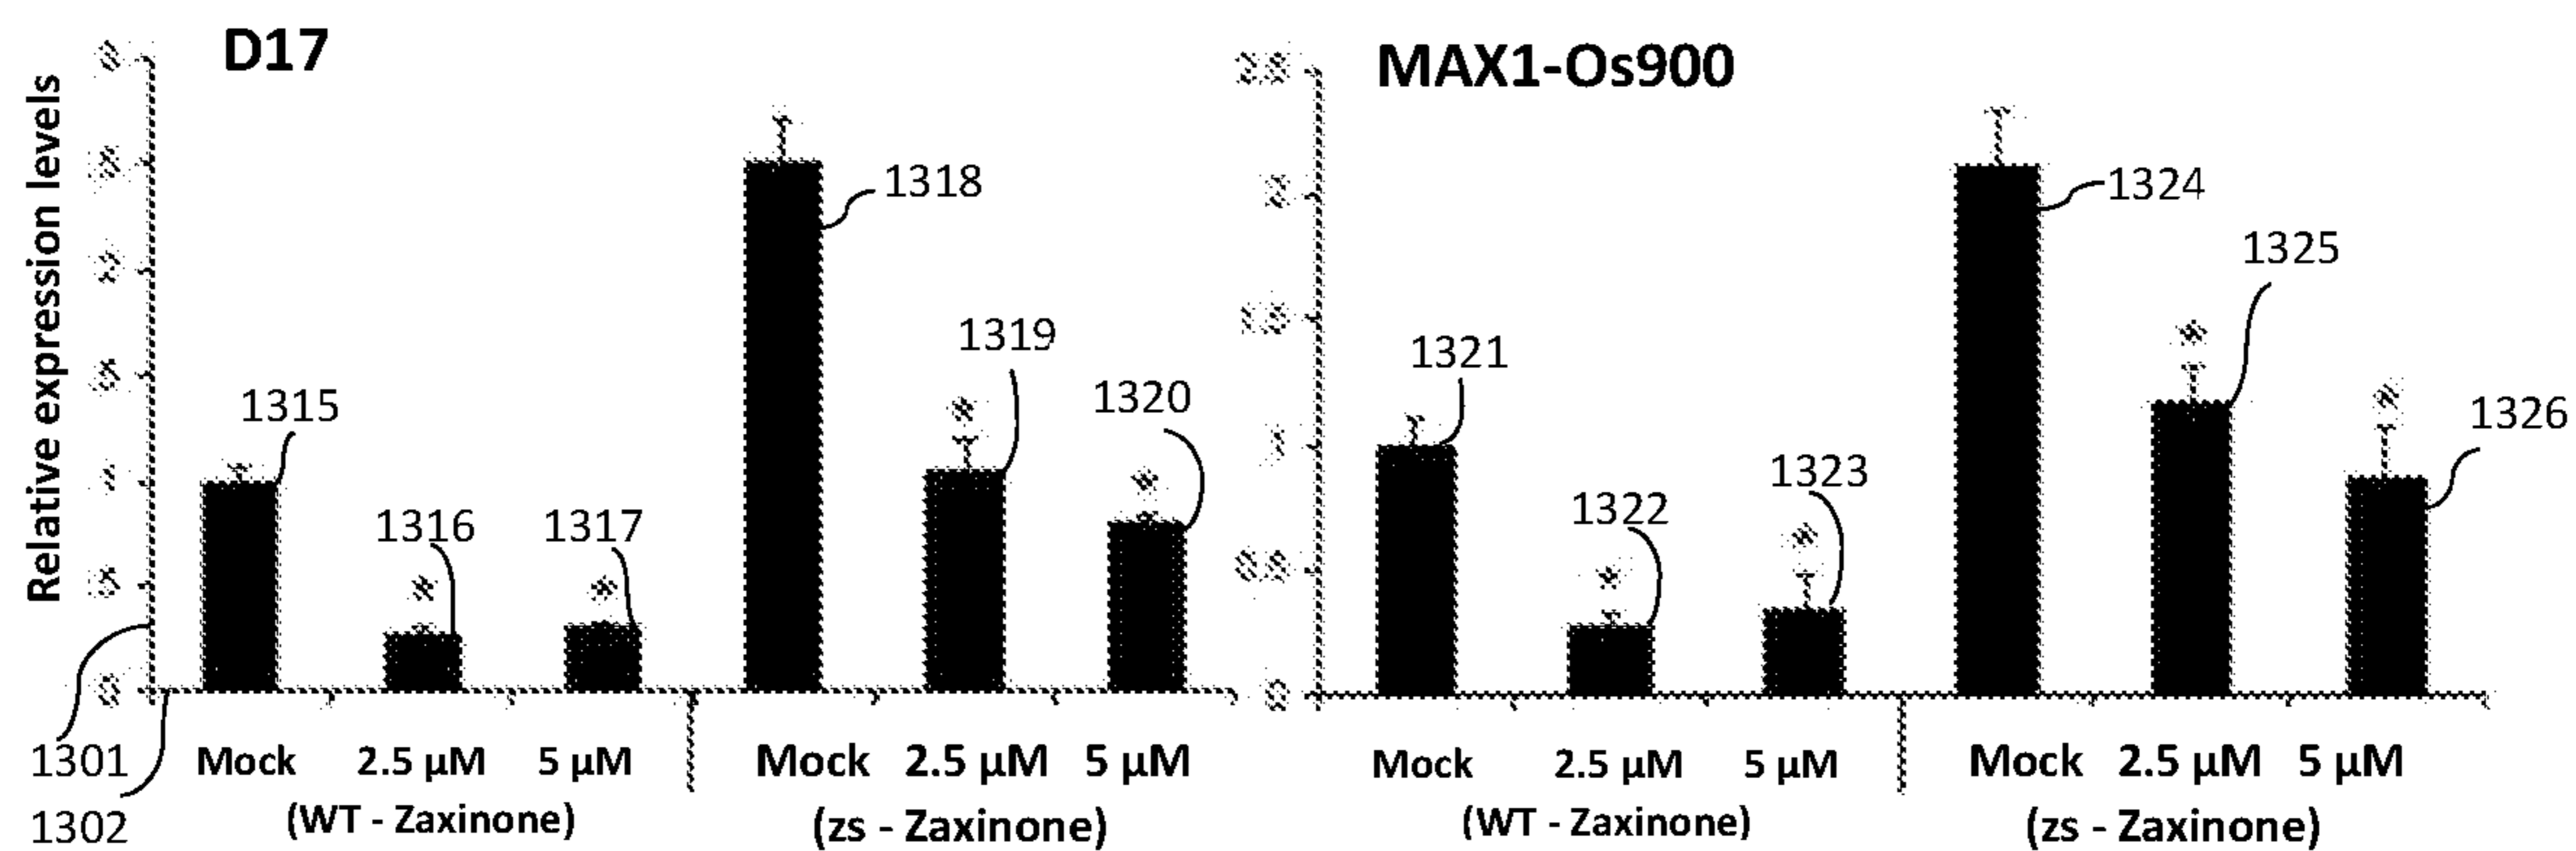 D17
MAX1-Os900
Relative expression levels
1315
1316
1317
1318
1319
1320
1321
1322
1323
1324
1325
1326
1301
1302
Mock 2.5 µM 5 µM
(WT - Zaxinone)
Mock 2.5 µM 5 µM
(zs - Zaxinone)
Mock 2.5 µM 5 µM
(WT - Zaxinone)
Mock 2.5 µM 5 µM
(zs - Zaxinone)